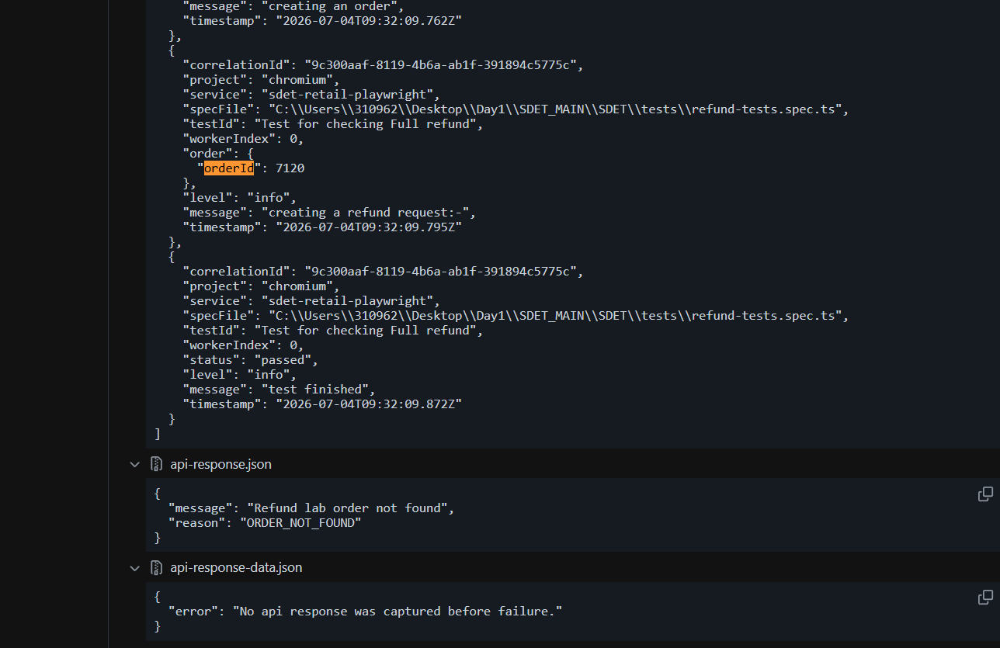 "message": "creating an order",
"timestamp": "2026-07-04T09:32:09.762Z"
},
{
"correlationId": "9c300aaf-8119-4b6a-ab1f-391894c5775c",
"project": "chromium",
"service": "sdet-retail-playwright",
"specFile": "C:\\Users\\310962\\Desktop\\Day1\\SDET_MAIN\\SDET\\tests\\refund-tests.spec.ts",
"testId": "Test for checking Full refund",
"workerIndex": 0,
"order": {
"orderId": 7120
},
"level": "info",
"message": "creating a refund request:-",
"timestamp": "2026-07-04T09:32:09.795Z"
},
{
"correlationId": "9c300aaf-8119-4b6a-ab1f-391894c5775c",
"project": "chromium",
"service": "sdet-retail-playwright",
"specFile": "C:\\Users\\310962\\Desktop\\Day1\\SDET_MAIN\\SDET\\tests\\refund-tests.spec.ts",
"testId": "Test for checking Full refund",
"workerIndex": 0,
"status": "passed",
"level": "info",
"message": "test finished",
"timestamp": "2026-07-04T09:32:09.872Z"
}
]
api-response.json
{
"message": "Refund lab order not found",
"reason": "ORDER_NOT_FOUND"
}
api-response-data.json
{
"error": "No api response was captured before failure."
}